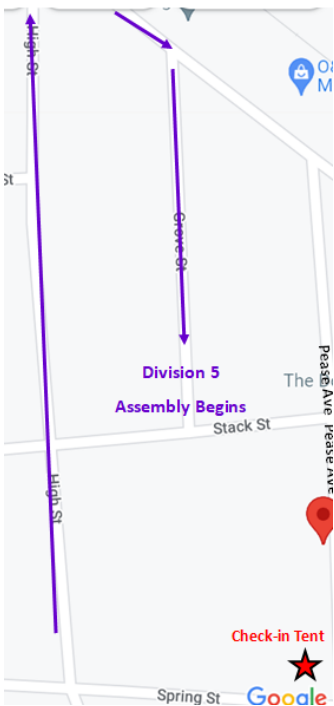 High St
St
Grove St
Division 5
Assembly Begins
Stack St
Pease Ave
Pease Ave
The
High St
Check-in Tent
Spring St
Google